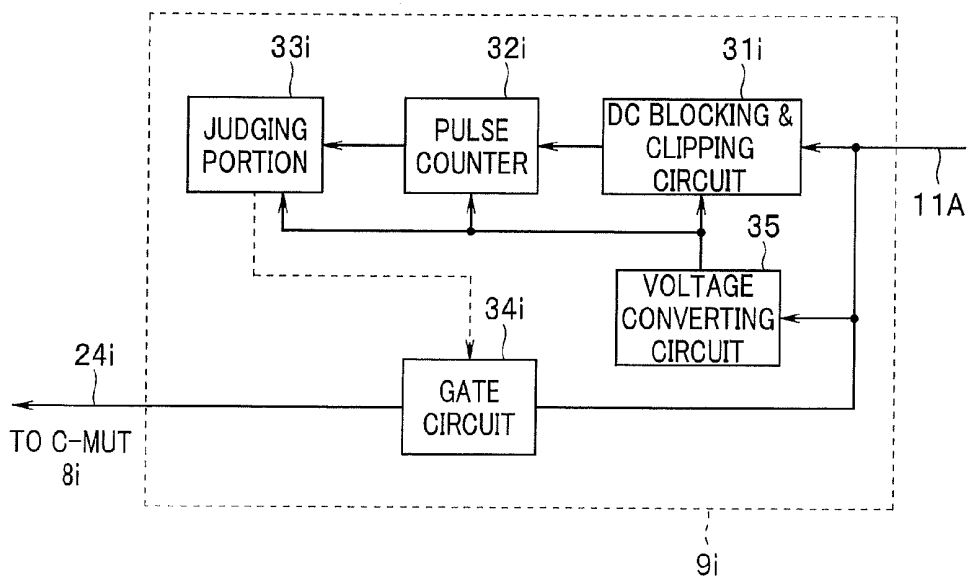 33i
32i
31i
JUDGING
PORTION
PULSE
COUNTER
DC BLOCKING &
CLIPPING
CIRCUIT
11A
35
VOLTAGE
CONVERTING
CIRCUIT
34i
24i
GATE
CIRCUIT
TO C-MUT
8i
9i